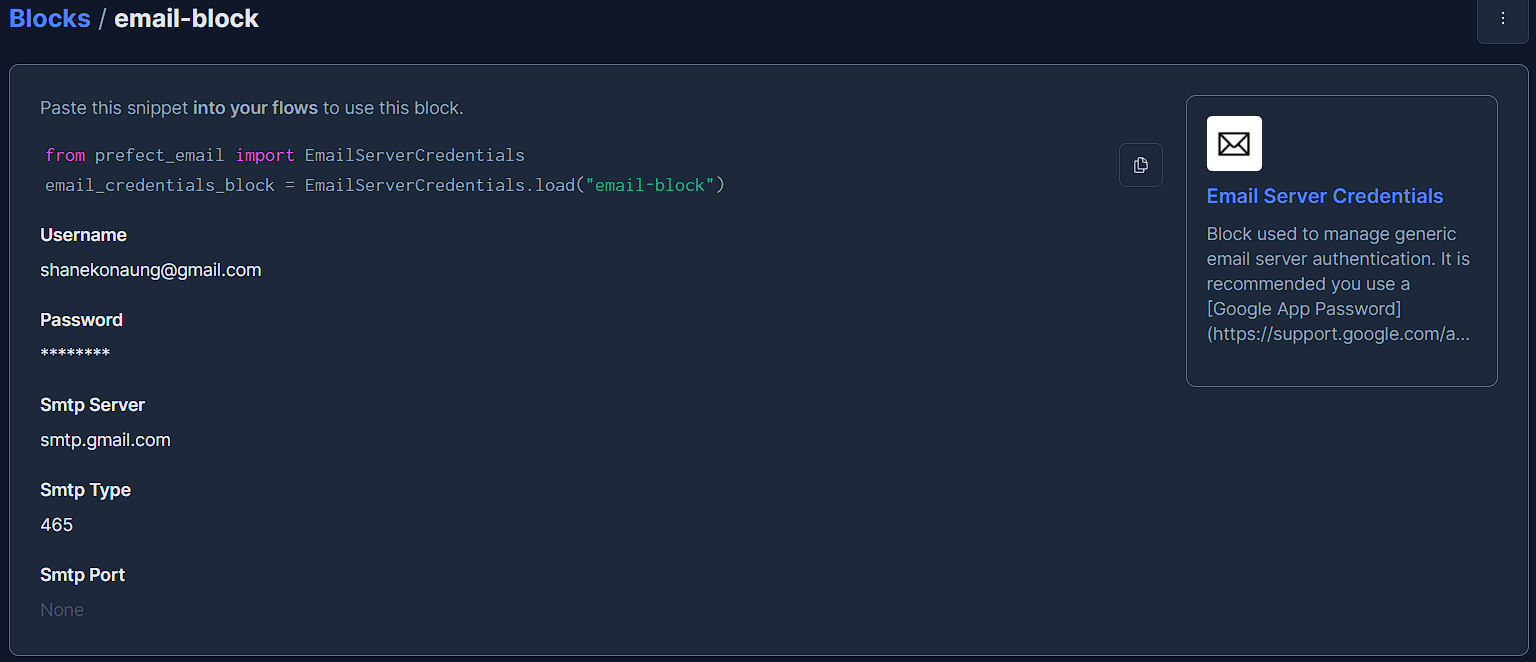 Blocks / email-block
Paste this snippet into your flows to use this block.
from prefect_email import EmailServerCredentials
email_credentials_block = EmailServerCredentials.load("email-block")
Username
shanekonaung@gmail.com
Password
********
Smtp Server
smtp.gmail.com
Smtp Type
465
Smtp Port
None
Email Server Credentials
Block used to manage generic
email server authentication. It is
recommended you use a
[Google App Password]
(https://support.google.com/a...